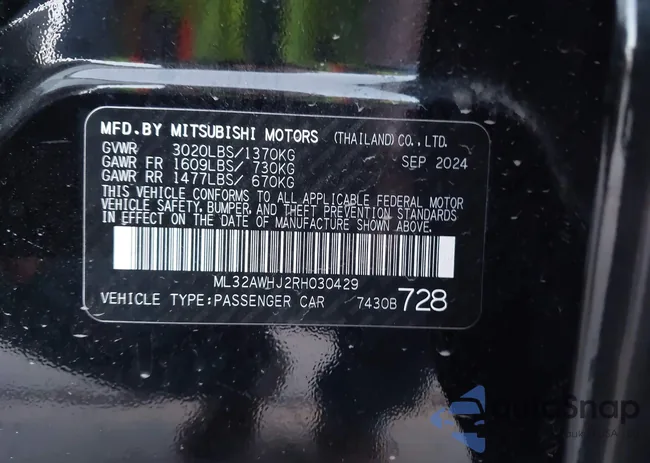 MFD.BY MITSUBISHI MOTORS (THAILAND) CO., LTD.
GVWR 3020LBS/1370KG SEP 2024
GAWR FR 1609LBS/ 730KG
GAWR RR 1477LBS/ 670KG
THIS VEHICLE CONFORMS TO ALL APPLICABLE FEDERAL MOTOR
VEHICLE SAFETY, BUMPER, AND THEFT PREVENTION STANDARDS
IN EFFECT ON THE DATE OF MANUFACTURE SHOWN ABOVE.
ML32AWHJ2RH030429
VEHICLE TYPE:PASSENGER CAR 7430B 728
AutoSnap